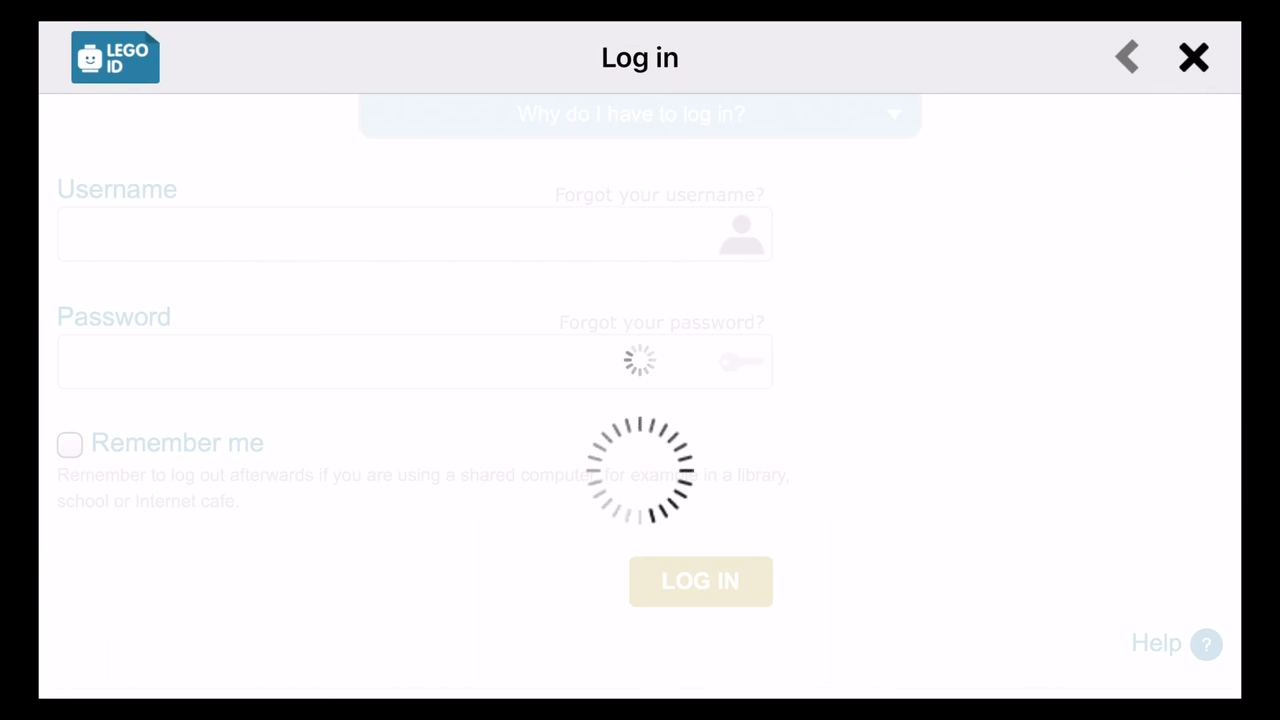 LEGO
ID
Log in
Why do I have to log in?
Username
Forgot your username?
Password
Forgot your password?
Remember me
Remember to log out afterwards if you are using a shared computer, for example in a library,
school or Internet cafe.
LOG IN
Help ?